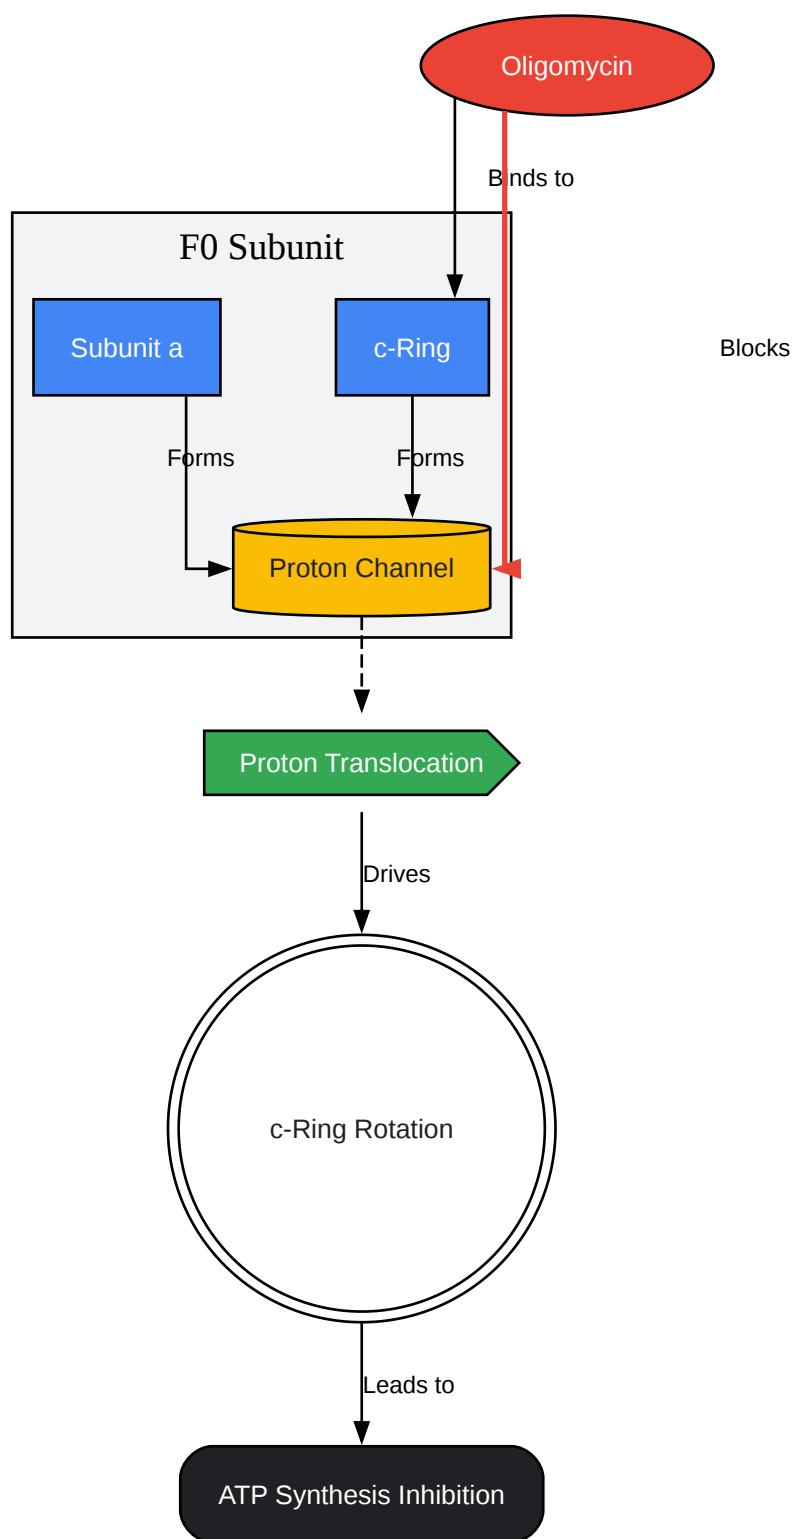 Oligomycin
Binds to
F0 Subunit
Subunit a
c-Ring
Blocks
Forms
Forms
Proton Channel
Proton Translocation
Drives
c-Ring Rotation
Leads to
ATP Synthesis Inhibition